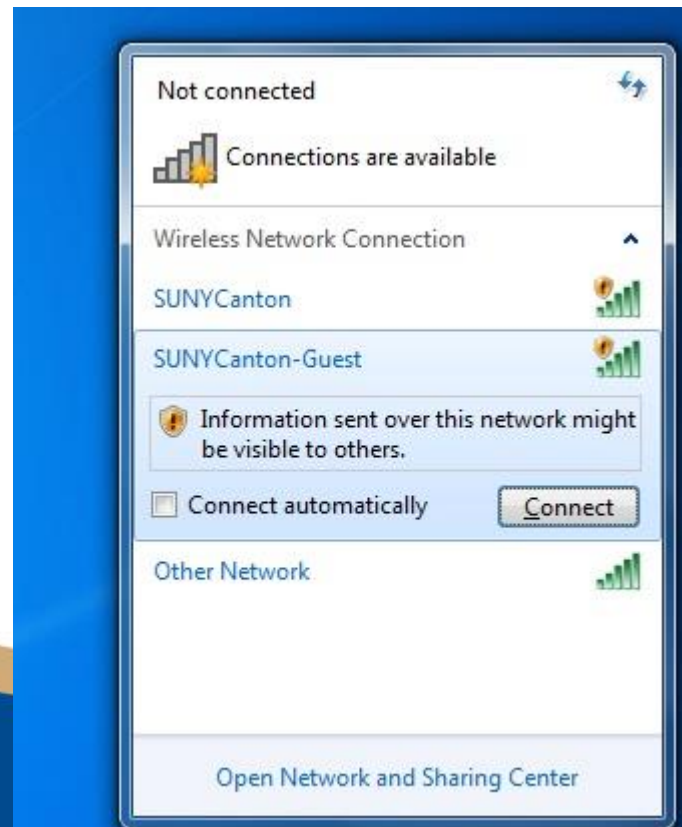 Not connected
Connections are available
Wireless Network Connection
SUNYCanton
SUNYCanton-Guest
Information sent over this network might
be visible to others.
Connect automatically
Connect
Other Network
Open Network and Sharing Center